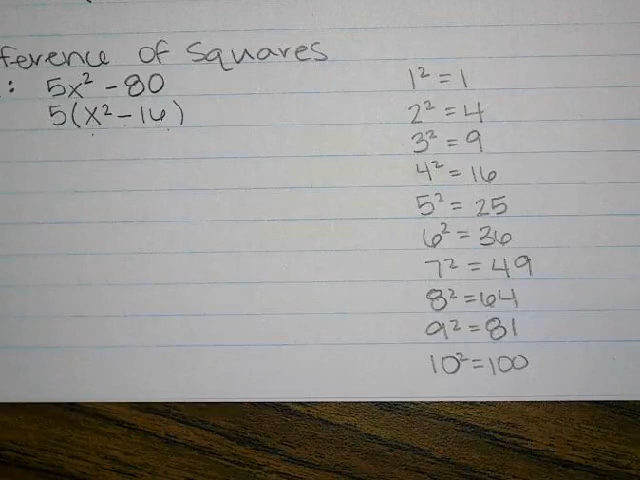 ference of Squares
: 5x² - 80
5(x² - 16)
1² = 1
2² = 4
3² = 9
4² = 16
5² = 25
6² = 36
7² = 49
8² = 64
9² = 81
10² = 100